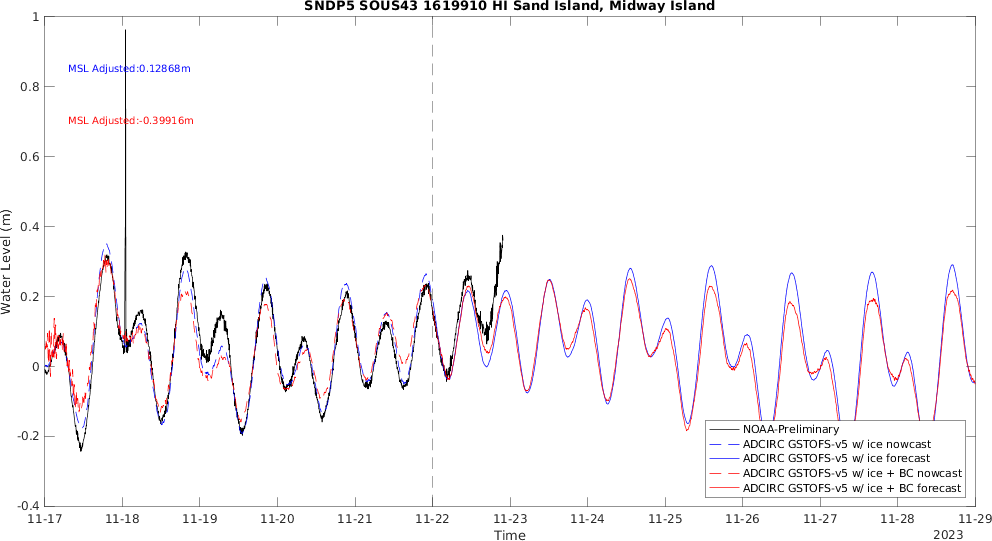 SNDP5 SOUS43 1619910 HI Sand Island, Midway Island
1
0.8
0.6
0.4
0.2
0
-0.2
-0.4
Water Level (m)
MSL Adjusted:0.12868m
MSL Adjusted:-0.39916m
NOAA-Preliminary
ADCIRC GSTOFS-v5 w/ ice nowcast
ADCIRC GSTOFS-v5 w/ ice forecast
ADCIRC GSTOFS-v5 w/ ice + BC nowcast
ADCIRC GSTOFS-v5 w/ ice + BC forecast
11-17 11-18 11-19 11-20 11-21 11-22 11-23 11-24 11-25 11-26 11-27 11-28 11-29
Time
2023